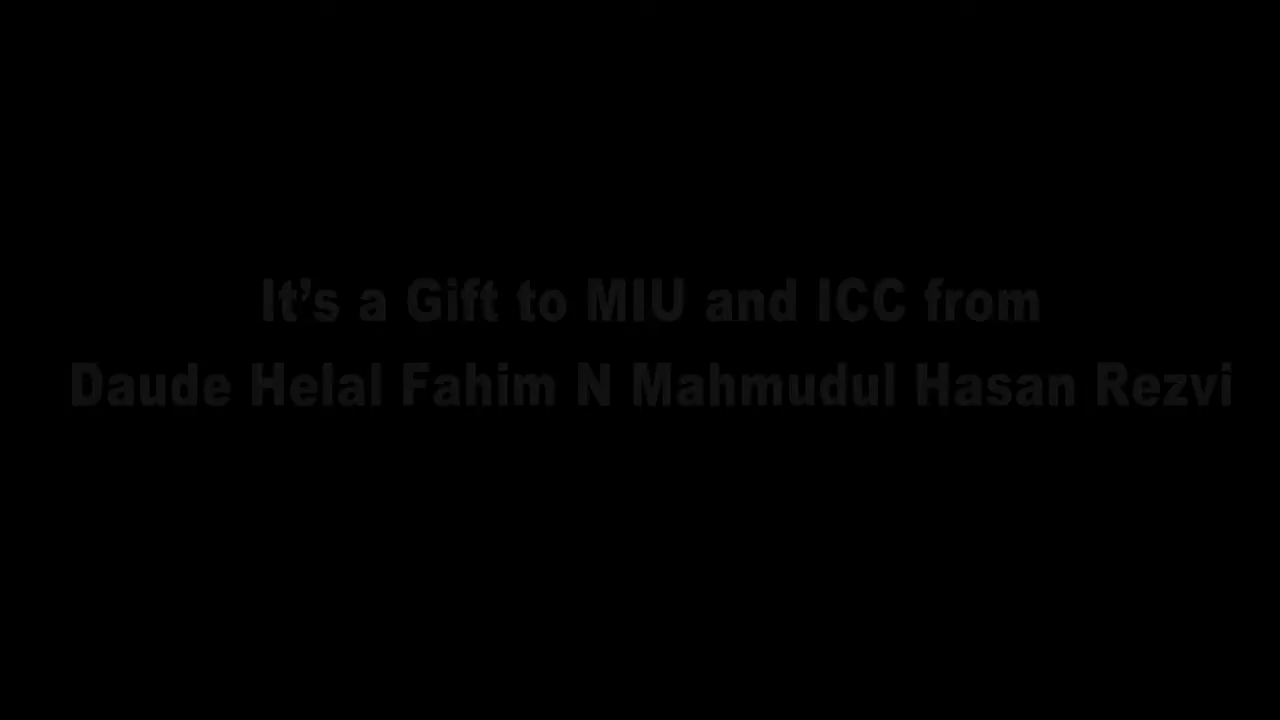 It’s a Gift to MIU and ICC from
Daude Helal Fahim N Mahmudul Hasan Rezvi